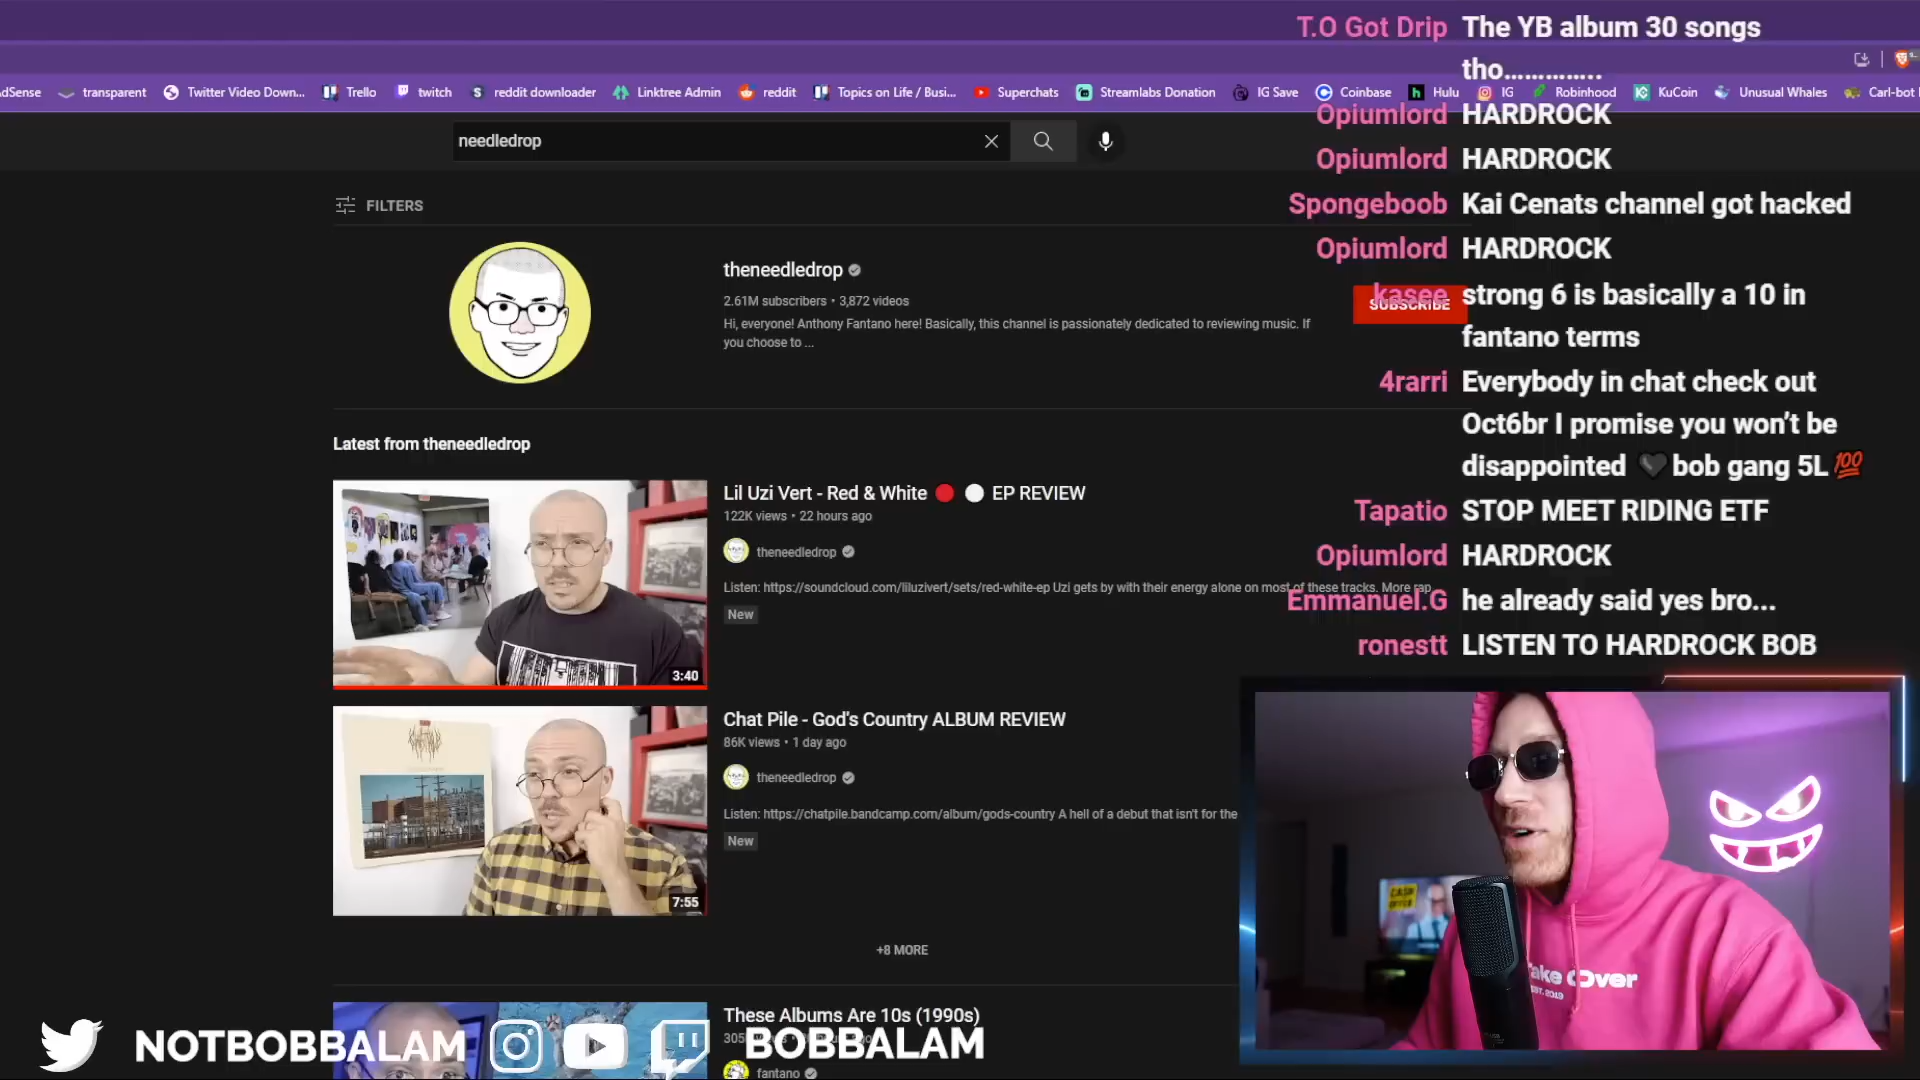 T.O Got Drip The YB album 30 songs
tho…………..
dSense transparent Twitter Video Down... Trello twitch reddit downloader Linktree Admin reddit Topics on Life / Busi... Superchats Streamlabs Donation IG Save Coinbase Hulu IG Robinhood KuCoin Unusual Whales Carl-bot
Opiumlord HARDROCK
needledrop
Opiumlord HARDROCK
Spongeboob Kai Cenats channel got hacked
FILTERS
Opiumlord HARDROCK
theneedledrop
2.61M subscribers • 3,872 videos
Hi, everyone! Anthony Fantano here! Basically, this channel is passionately dedicated to reviewing music. If
you choose to ...
SUBSCRIBE
kasee strong 6 is basically a 10 in
fantano terms
4rarri Everybody in chat check out
Oct6br I promise you won’t be
disappointed 🖤 bob gang 5L💯
Latest from theneedledrop
Tapatio STOP MEET RIDING ETF
Lil Uzi Vert - Red & White 🔴 ⚪ EP REVIEW
122K views • 22 hours ago
theneedledrop
Opiumlord HARDROCK
Listen: https://soundcloud.com/liluzivert/sets/red-white-ep Uzi gets by with their energy alone on most of these tracks. More rap
New
Emmanuel.G he already said yes bro...
ronestt LISTEN TO HARDROCK BOB
3:40
Chat Pile - God's Country ALBUM REVIEW
86K views • 1 day ago
theneedledrop
Listen: https://chatpile.bandcamp.com/album/gods-country A hell of a debut that isn't for the
New
7:55
+8 MORE
These Albums Are 10s (1990s)
fantano
NOTBOBBALAM BOBBALAM
CASH
OFFICE
Take Over
EST. 2019